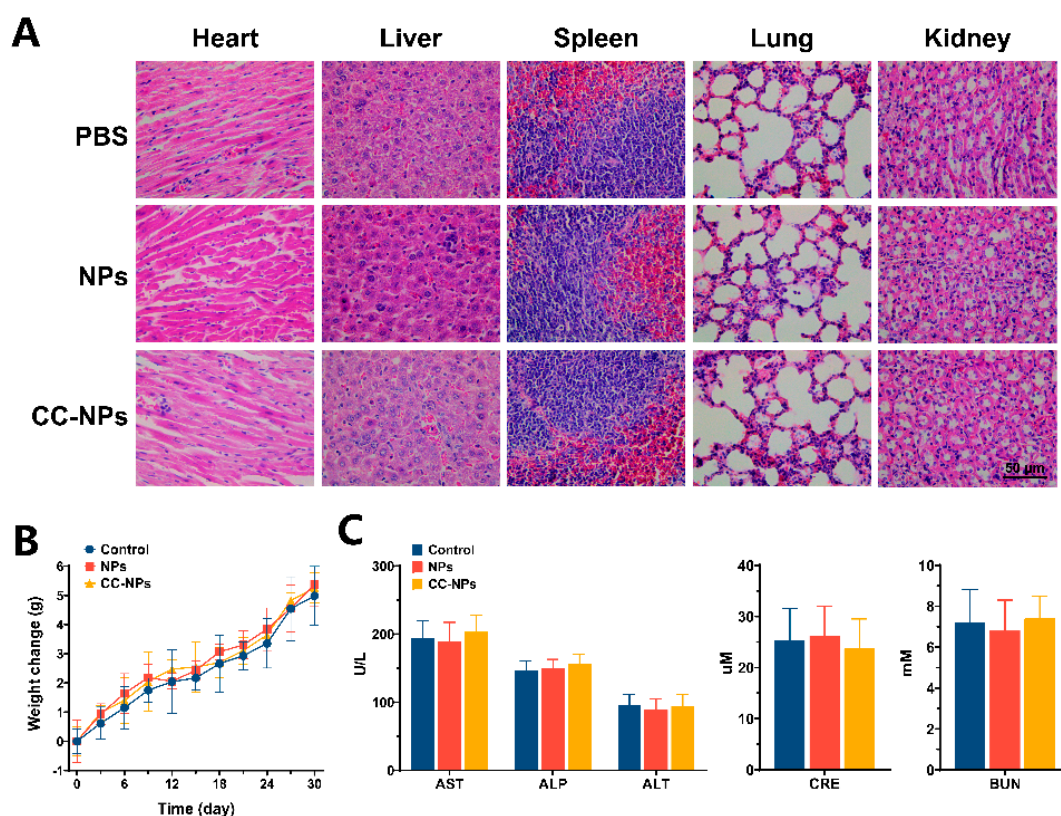 A
Heart Liver Spleen Lung Kidney
PBS
NPs
CC-NPs
50 μm
B
Control
NPs
CC-NPs
Weight change (g)
6
5
4
3
2
1
0
-1
0 6 12 18 24 30
Time (day)
C
Control
NPs
CC-NPs
U/L
300
200
100
0
AST ALP ALT
uM
40
30
20
10
0
CRE
mM
10
8
6
4
2
0
BUN